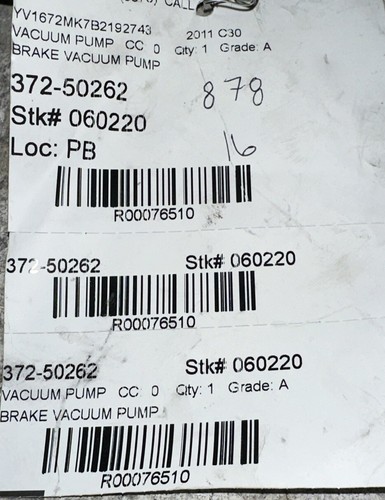 CALL
YV1672MK7B2192743 2011 C30
VACUUM PUMP CC 0 Qty: 1 Grade: A
BRAKE VACUUM PUMP
372-50262
878
Stk# 060220
Loc: PB
16
R00076510
372-50262 Stk# 060220
R00076510
372-50262 Stk# 060220
VACUUM PUMP CC: 0 Qty: 1 Grade: A
BRAKE VACUUM PUMP
R00076510